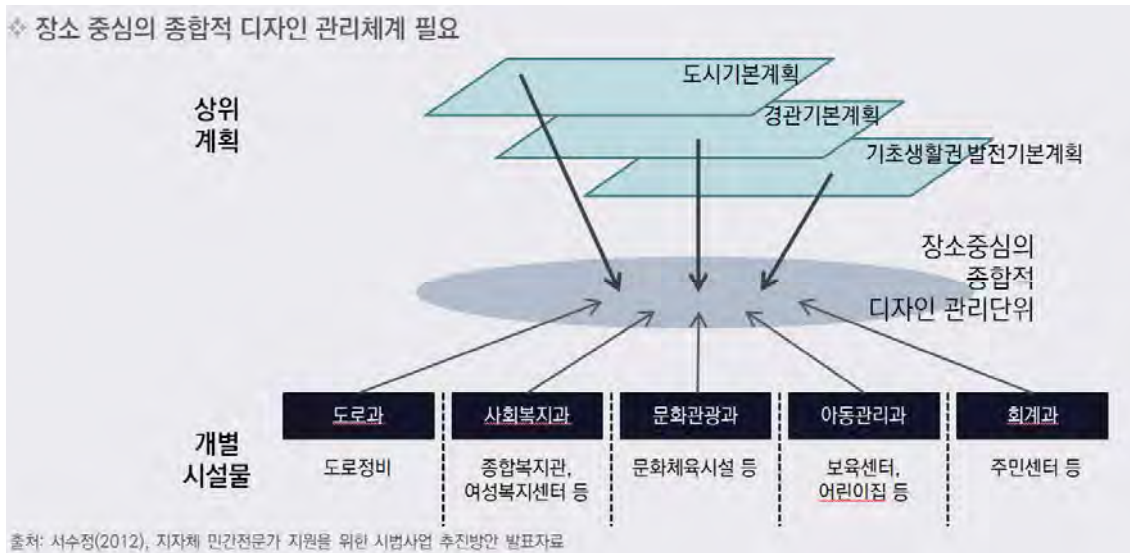 ❖ 장소 중심의 종합적 디자인 관리체계 필요
상위
계획
도시기본계획
경관기본계획
기초생활권 발전기본계획
장소중심의
종합적
디자인 관리단위
개별
시설물
도로과
사회복지과
문화관광과
아동관리과
회계과
도로정비
종합복지관,
여성복지센터 등
문화체육시설 등
보육센터,
어린이집 등
주민센터 등
출처: 서수정(2012), 지자체 민간전문가 지원을 위한 시범사업 추진방안 발표자료